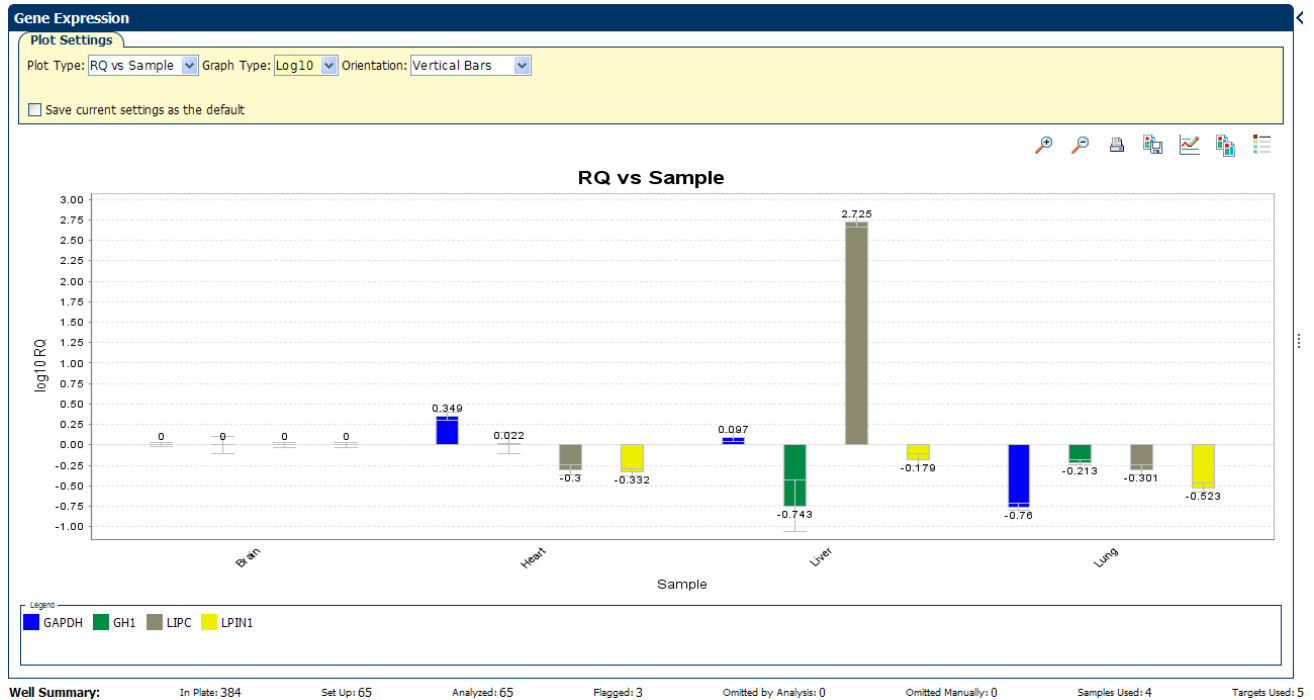 Gene Expression
Plot Settings
Plot Type: RQ vs Sample Graph Type: Log10 Orientation: Vertical Bars
Save current settings as the default
RQ vs Sample
3.00
2.75
2.50
2.25
2.00
1.75
1.50
1.25
1.00
0.75
0.50
0.25
0.00
-0.25
-0.50
-0.75
-1.00
log10 RQ
0 0 0 0
0.349 0.022 -0.3 -0.332
0.097 -0.743 2.725 -0.179
-0.76 -0.213 -0.301 -0.523
Brain Heart Liver Lung
Sample
Legend
GAPDH GH1 LIPC LPIN1
Well Summary: In Plate: 384 Set Up: 65 Analyzed: 65 Flagged: 3 Omitted by Analysis: 0 Omitted Manually: 0 Samples Used: 4 Targets Used: 5